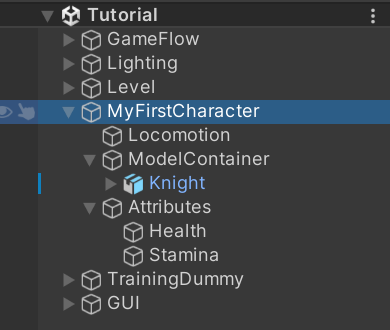 Tutorial
GameFlow
Lighting
Level
MyFirstCharacter
Locomotion
ModelContainer
Knight
Attributes
Health
Stamina
TrainingDummy
GUI